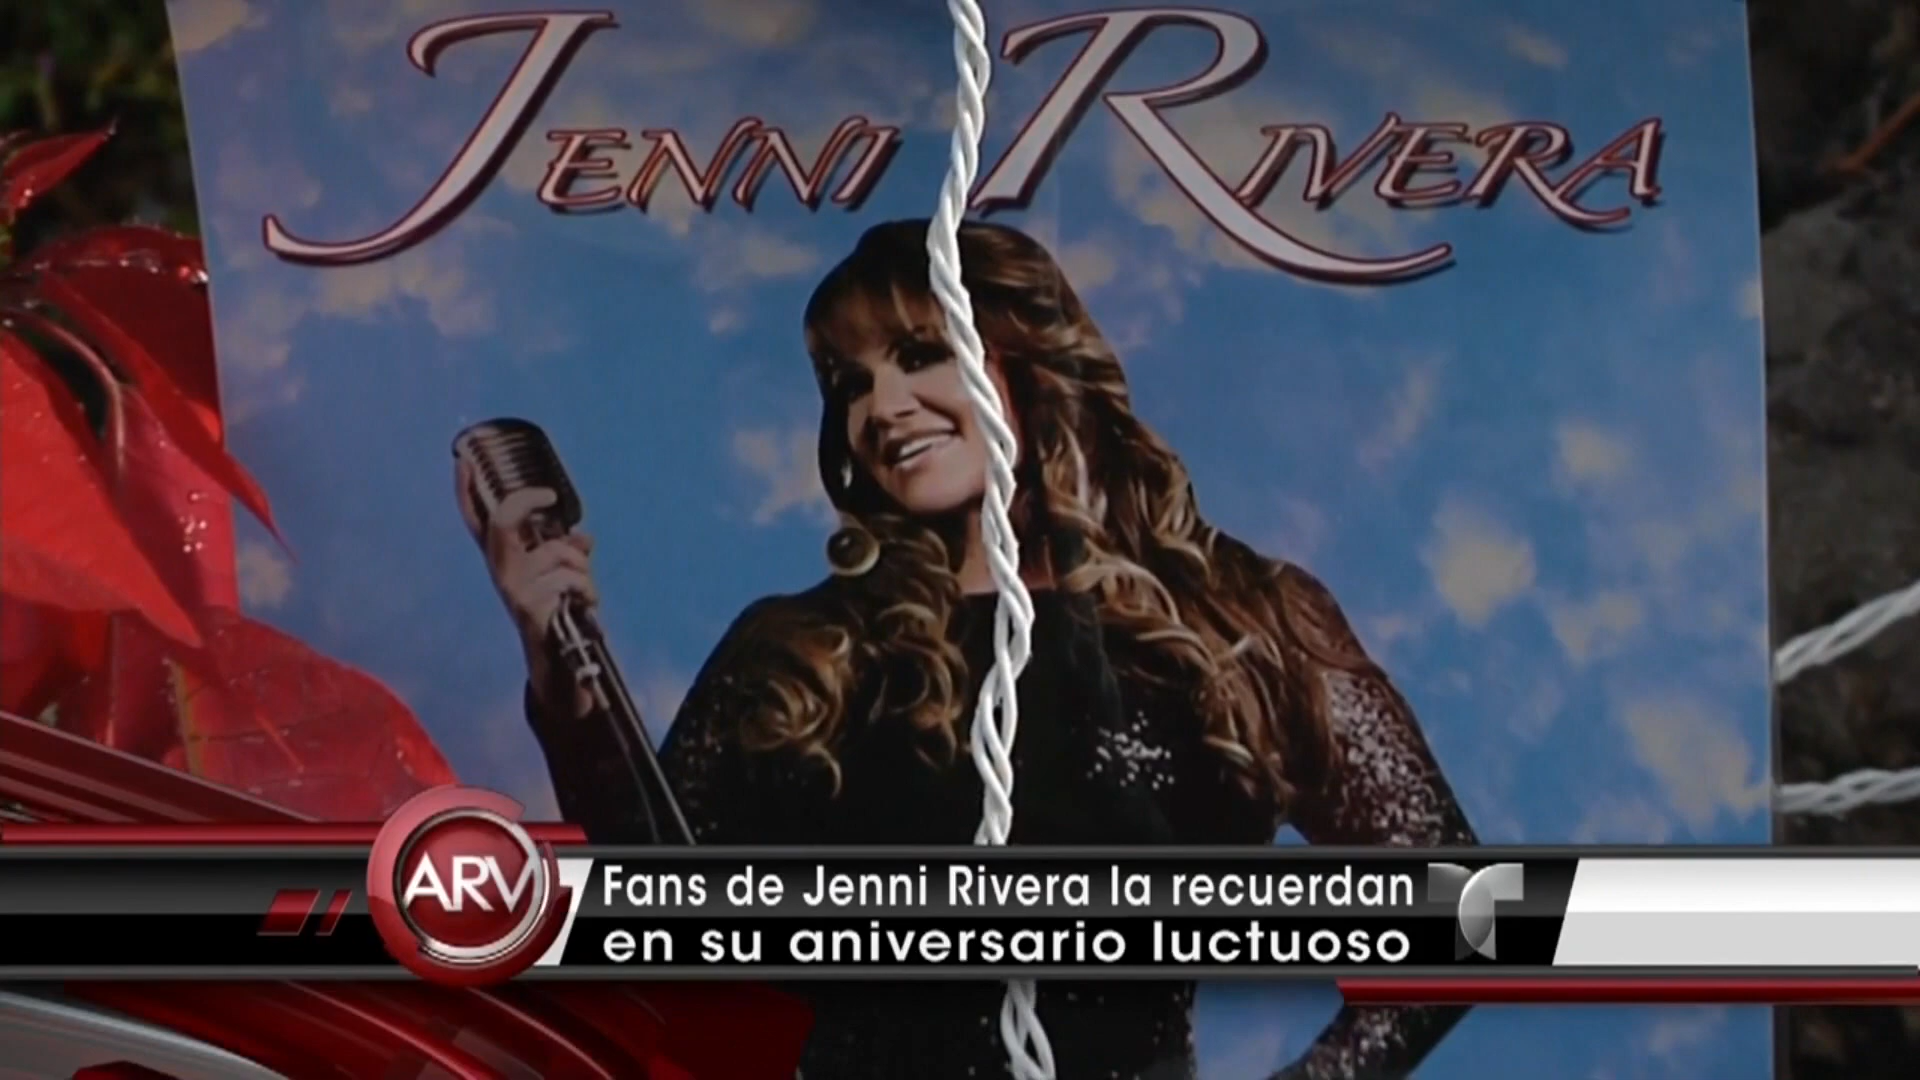 JENNI RIVERA
ARV
Fans de Jenni Rivera la recuerdan
en su aniversario luctuoso